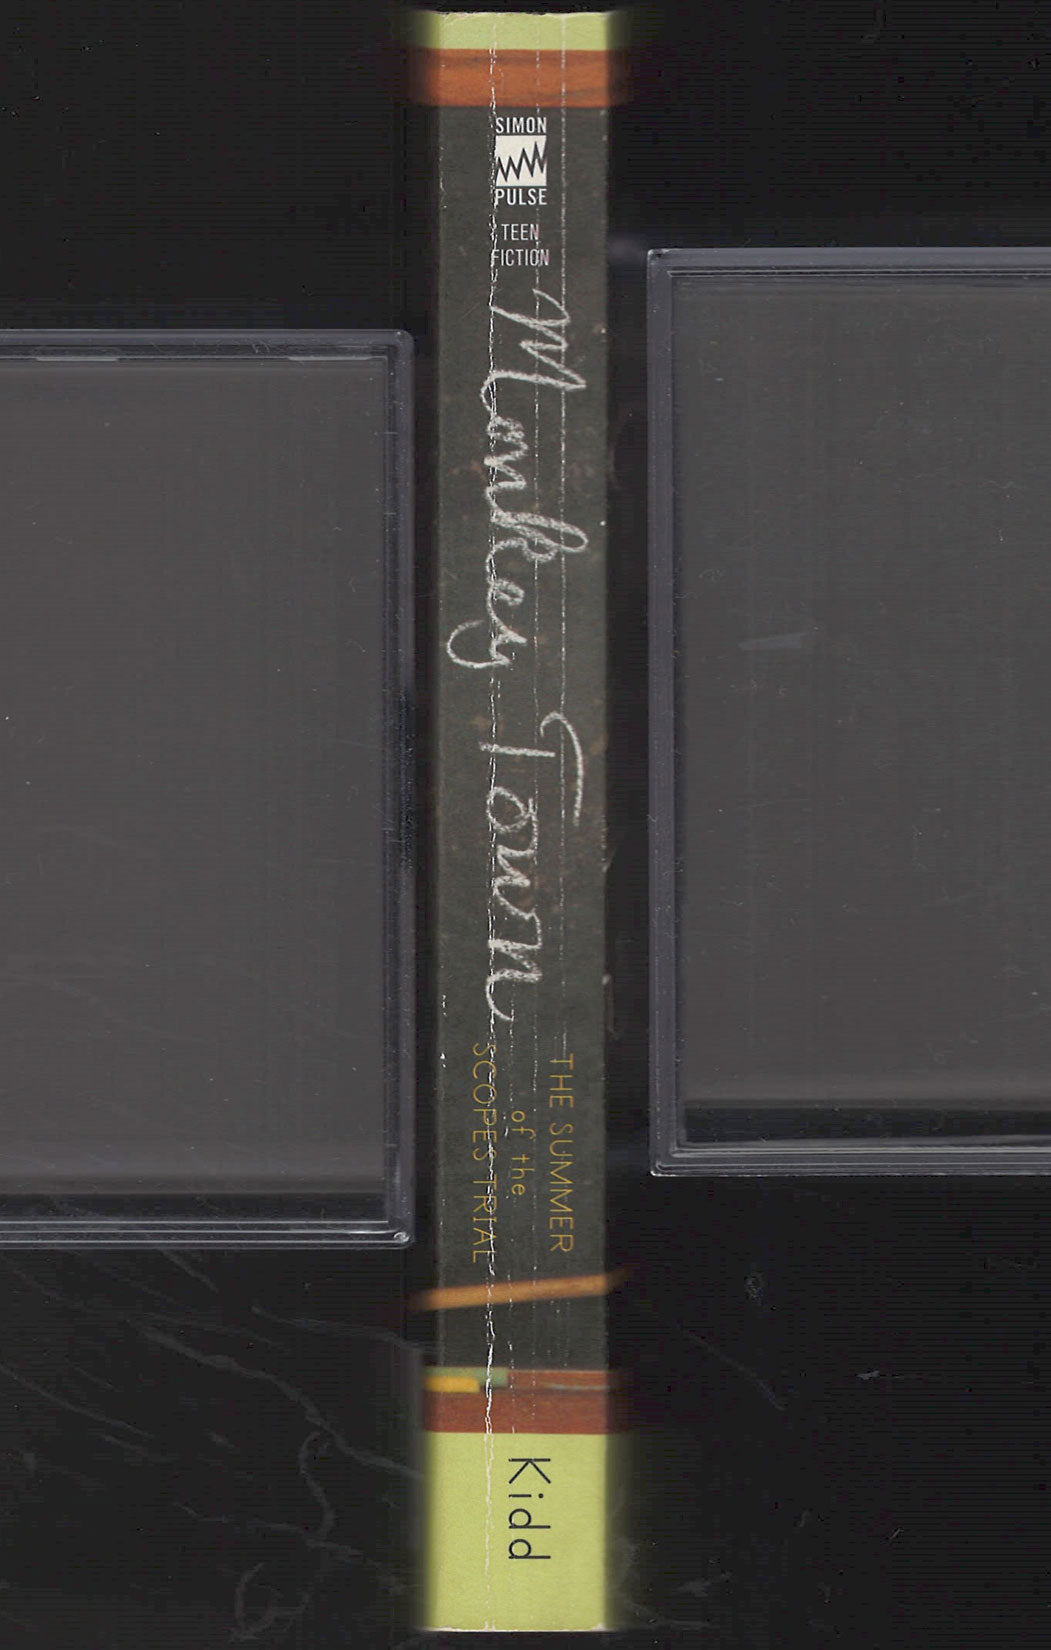 SIMON
PULSE
TEEN
FICTION
Monkey Town
THE SUMMER
of the
SCOPES TRIAL
Kidd